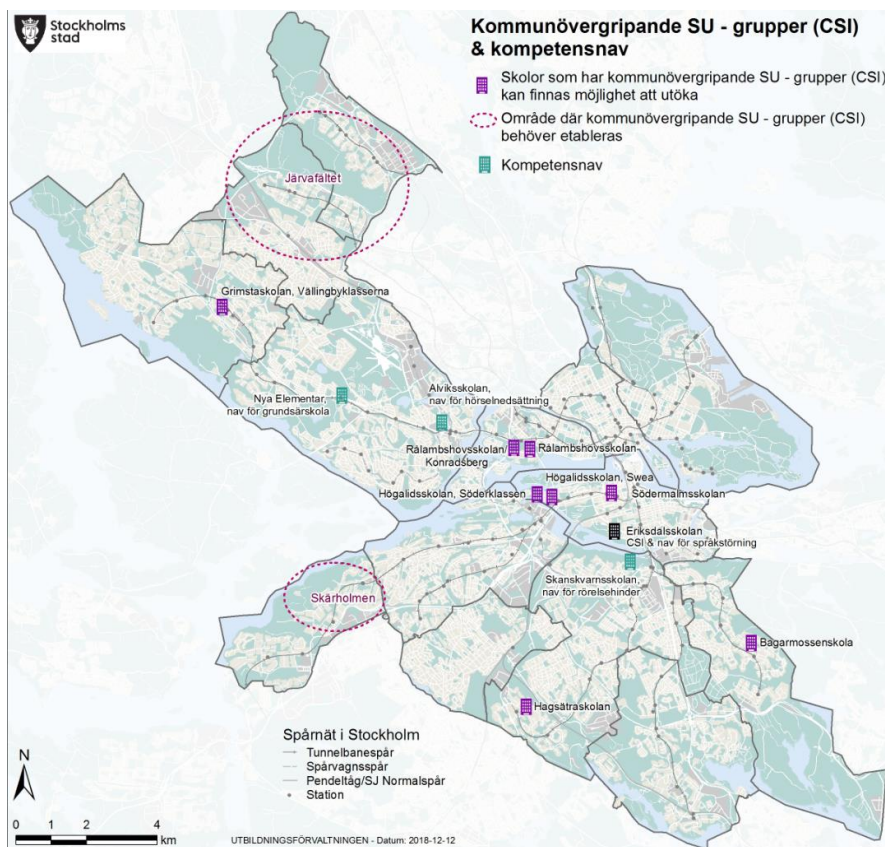 Stockholms
stad
Kommunövergripande SU - grupper (CSI)
& kompetensnav
Skolor som har kommunövergripande SU - grupper (CSI)
kan finnas möjlighet att utöka
Område där kommunövergripande SU - grupper (CSI)
behöver etableras
Kompetensnav
Järvafältet
Grimstaskolan, Vällingbyklasserna
Nya Elementar,
nav för grundsärskola
Alviksskolan,
nav för hörselnedsättning
Rålambshovsskolan/
Konradsberg
Rålambshovsskolan
Högalidsskolan, Swea
Högalidsskolan, Söderklassen
Södermalmsskolan
Eriksdalsskolan
CSI & nav för språkstörning
Skanskvarnsskolan,
nav för rörelsehinder
Skärholmen
Bagarmossenskola
Hagsätraskolan
Spårnät i Stockholm
Tunnelbanespår
Spårvagnsspår
Pendeltåg/SJ Normalspår
Station
N
0 1 2 4
km
UTBILDNINGSFÖRVALTNINGEN - Datum: 2018-12-12